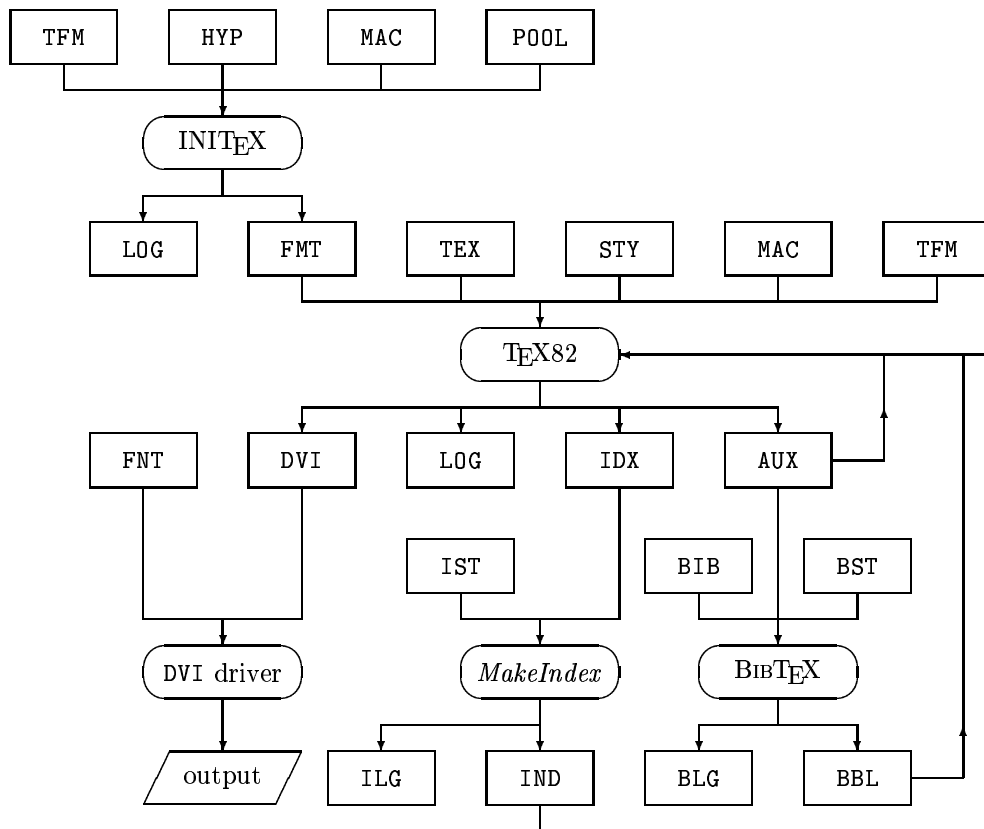 TFM HYP MAC POOL
INITEX
LOG FMT TEX STY MAC TFM
TEX82
FNT DVI LOG IDX AUX
IST BIB BST
DVI driver MakeIndex BIBTEX
output ILG IND BLG BBL